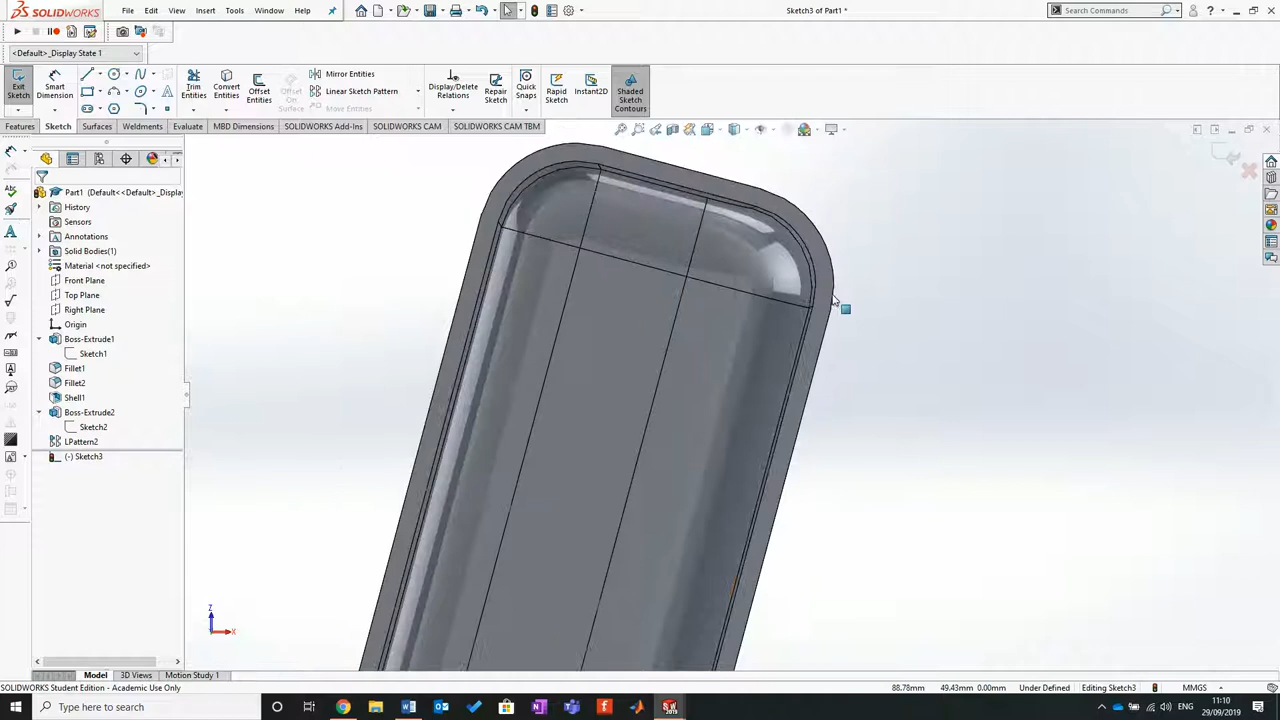 SOLIDWORKS File Edit View Insert Tools Window Help Sketch3 of Part1 * Search Commands
<Default>_Display State 1
Exit Sketch
Smart Dimension
Trim Entities
Convert Entities
Offset Entities
Offset On Surface
Mirror Entities
Linear Sketch Pattern
Move Entities
Display/Delete Relations
Repair Sketch
Quick Snaps
Rapid Sketch
Instant2D
Shaded Sketch Contours
Features Sketch Surfaces Weldments Evaluate MBD Dimensions SOLIDWORKS Add-Ins SOLIDWORKS CAM SOLIDWORKS CAM TBM
Part1 (Default<<Default>_Display
History
Sensors
Annotations
Solid Bodies(1)
Material <not specified>
Front Plane
Top Plane
Right Plane
Origin
Boss-Extrude1
Sketch1
Fillet1
Fillet2
Shell1
Boss-Extrude2
Sketch2
LPattern2
(-) Sketch3
Z
X
Model 3D Views Motion Study 1
SOLIDWORKS Student Edition - Academic Use Only 88.78mm 49.43mm 0.00mm Under Defined Editing Sketch3 MMGS
Type here to search
ENG
11:10
29/09/2019